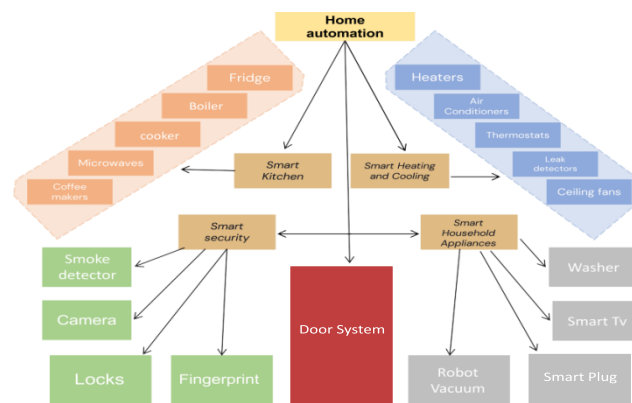 Home
automation
Fridge
Boiler
cooker
Microwaves
Coffee
makers
Heaters
Air
Conditioners
Thermostats
Leak
detectors
Ceiling fans
Smart
Kitchen
Smart Heating
and Cooling
Smart
security
Smart
Household
Appliances
Smoke
detector
Camera
Locks
Fingerprint
Door System
Washer
Smart Tv
Robot
Vacuum
Smart Plug